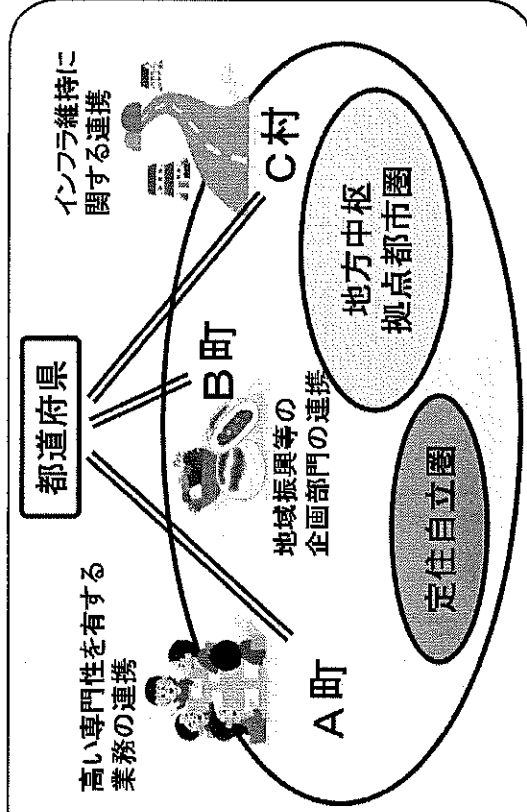 都道府県
高い専門性を有する
業務の連携
A町
地域振興等の
企画部門の連携
B町
インフラ維持に
関する連携
C村
定住自立圏
地方中枢
拠点都市圏